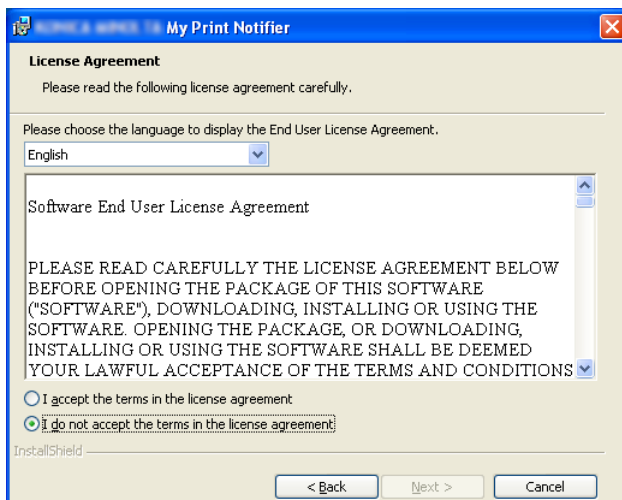 My Print Notifier
License Agreement
Please read the following license agreement carefully.
Please choose the language to display the End User License Agreement.
English
Software End User License Agreement
PLEASE READ CAREFULLY THE LICENSE AGREEMENT BELOW
BEFORE OPENING THE PACKAGE OF THIS SOFTWARE
("SOFTWARE"), DOWNLOADING, INSTALLING OR USING THE
SOFTWARE. OPENING THE PACKAGE, OR DOWNLOADING,
INSTALLING OR USING THE SOFTWARE SHALL BE DEEMED
YOUR LAWFUL ACCEPTANCE OF THE TERMS AND CONDITIONS
I accept the terms in the license agreement
I do not accept the terms in the license agreement
InstallShield
< Back Next > Cancel